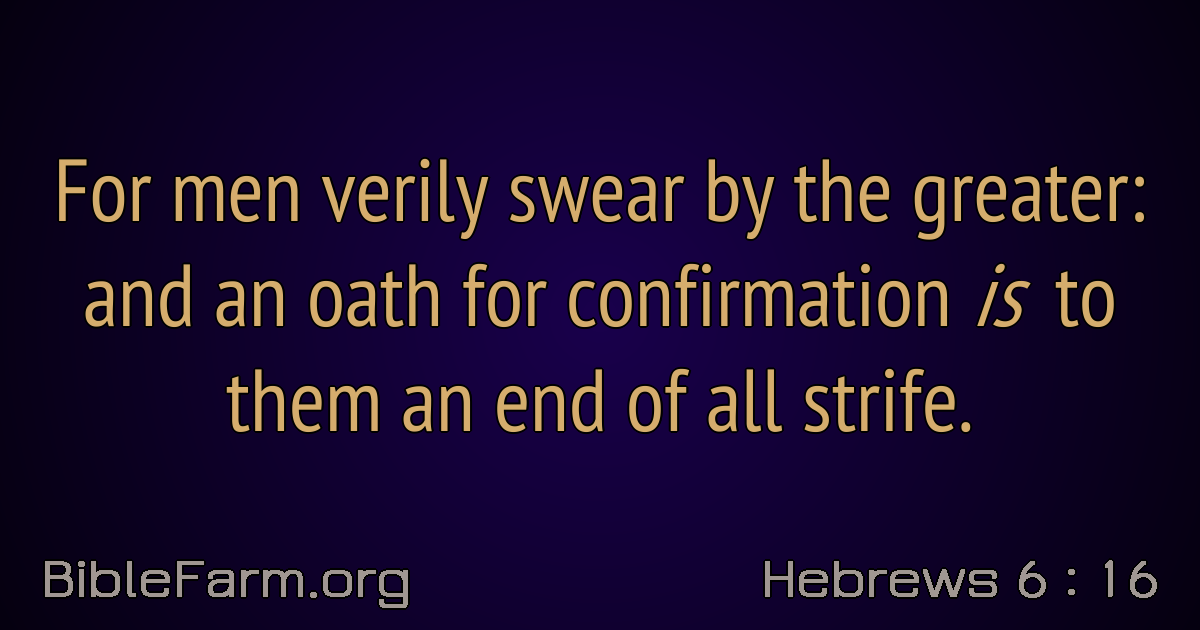 For men verily swear by the greater:
and an oath for confirmation is to
them an end of all strife.
BibleFarm.org
Hebrews 6 : 16